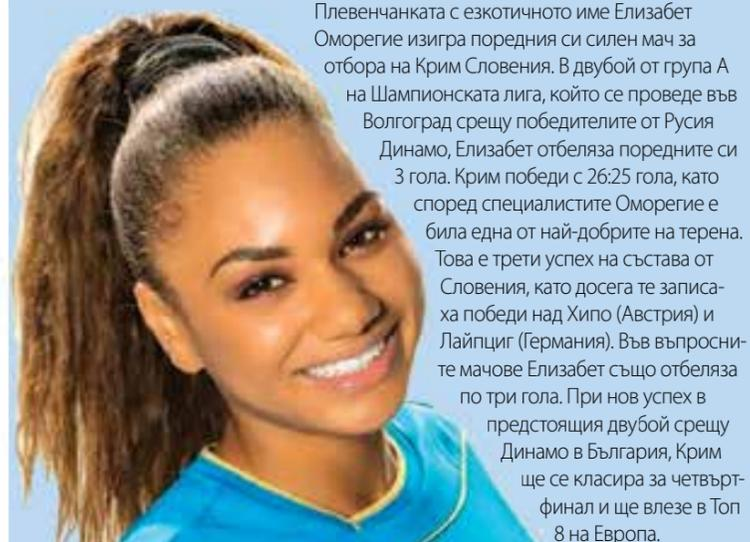 Плевенчанката с езкотичното име Елизабет
Оморегие изигра поредния си силен мач за
отбора на Крим Словения. В двубой от група А
на Шампионската лига, който се проведе във
Волгоград срещу победителите от Русия
Динамо, Елизабет отбеляза поредните си
3 гола. Крим победи с 26:25 гола, като
според специалистите Оморегие е
била една от най-добрите на терена.
Това е трети успех на състава от
Словения, като досега те записа-
ха победи над Хипо (Австрия) и
Лайпциг (Германия). Във въпросни-
те мачове Елизабет също отбеляза
по три гола. При нов успех в
предстоящия двубой срещу
Динамо в България, Крим
ще се класира за четвърт-
финал и ще влезе в Топ
8 на Европа.